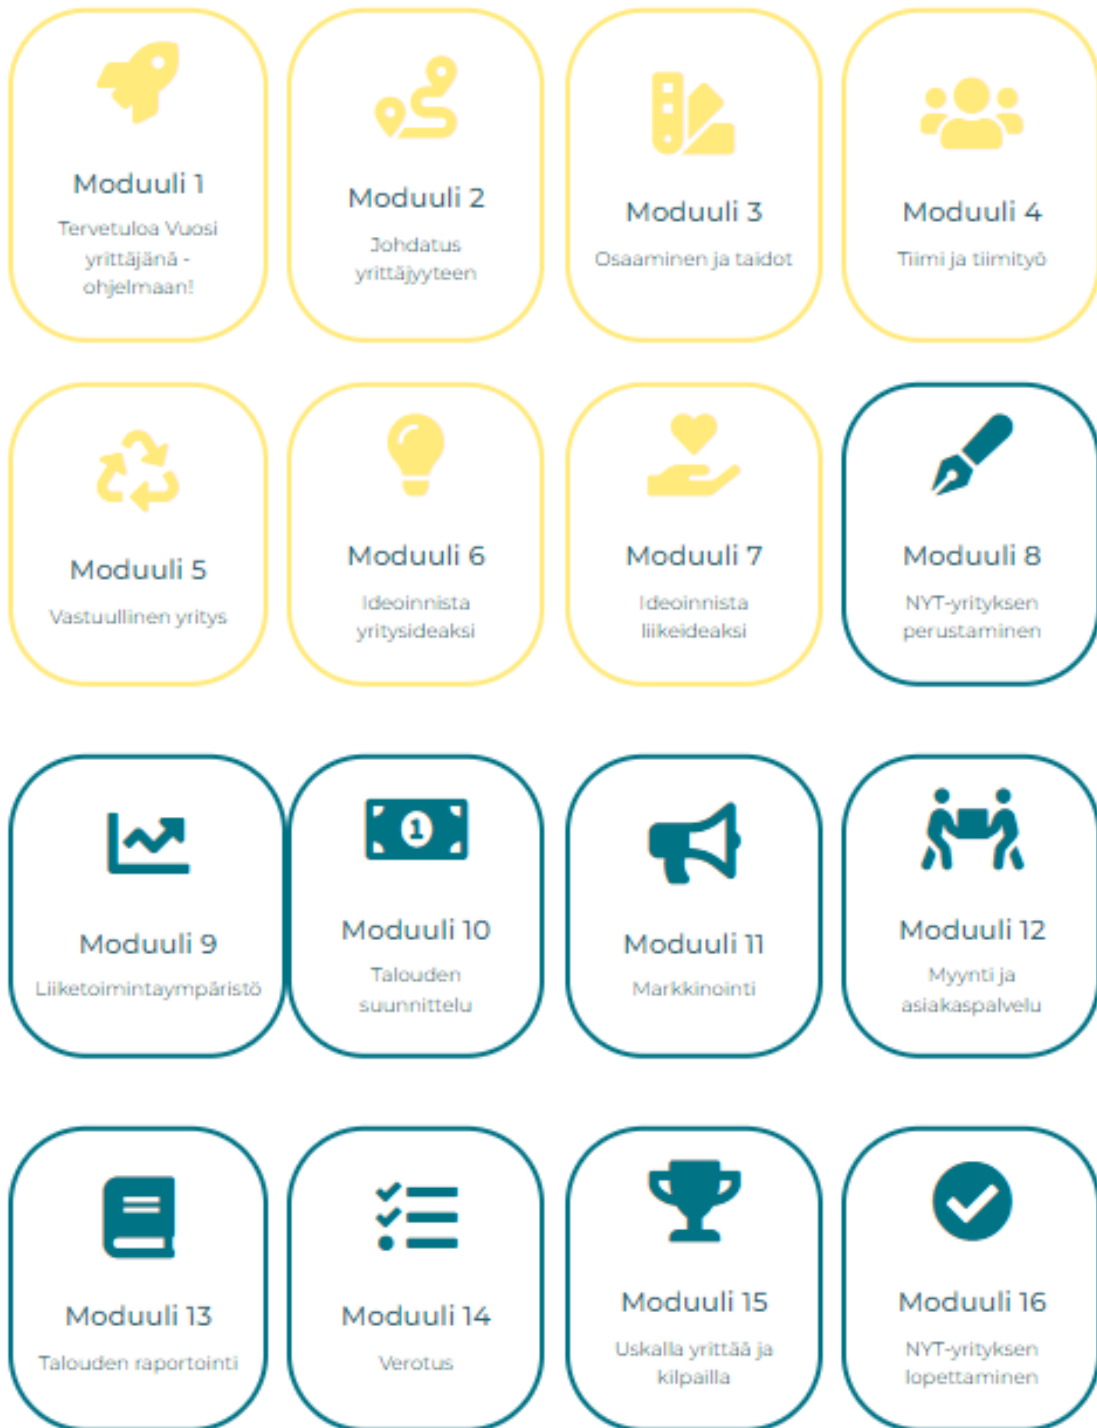 Moduuli 1
Tervetuloa Vuosi
yrittäjänä -
ohjelmaan!
Moduuli 2
Johdatus
yrittäjyyteen
Moduuli 3
Osaaminen ja taidot
Moduuli 4
Tiimi ja tiimityö
Moduuli 5
Vastuullinen yritys
Moduuli 6
Ideoinnista
yritysideaksi
Moduuli 7
Ideoinnista
liikeideaksi
Moduuli 8
NYT-yrityksen
perustaminen
Moduuli 9
Liiketoimintaympäristö
1
Moduuli 10
Talouden
suunnittelu
Moduuli 11
Markkinointi
Moduuli 12
Myynti ja
asiakaspalvelu
Moduuli 13
Talouden raportointi
Moduuli 14
Verotus
Moduuli 15
Uskalla yrittää ja
kilpailla
Moduuli 16
NYT-yrityksen
lopettaminen